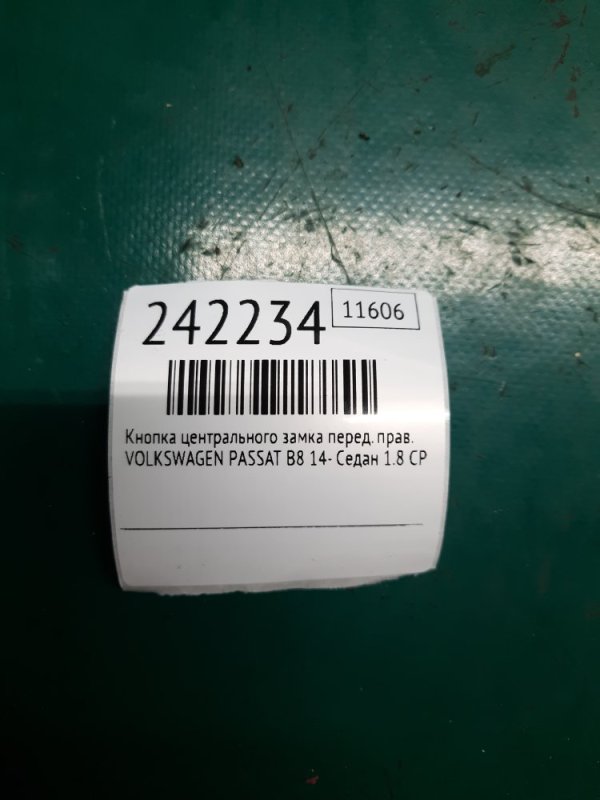 242234 11606
Кнопка центрального замка перед. прав.
VOLKSWAGEN PASSAT B8 14- Седан 1.8 CP